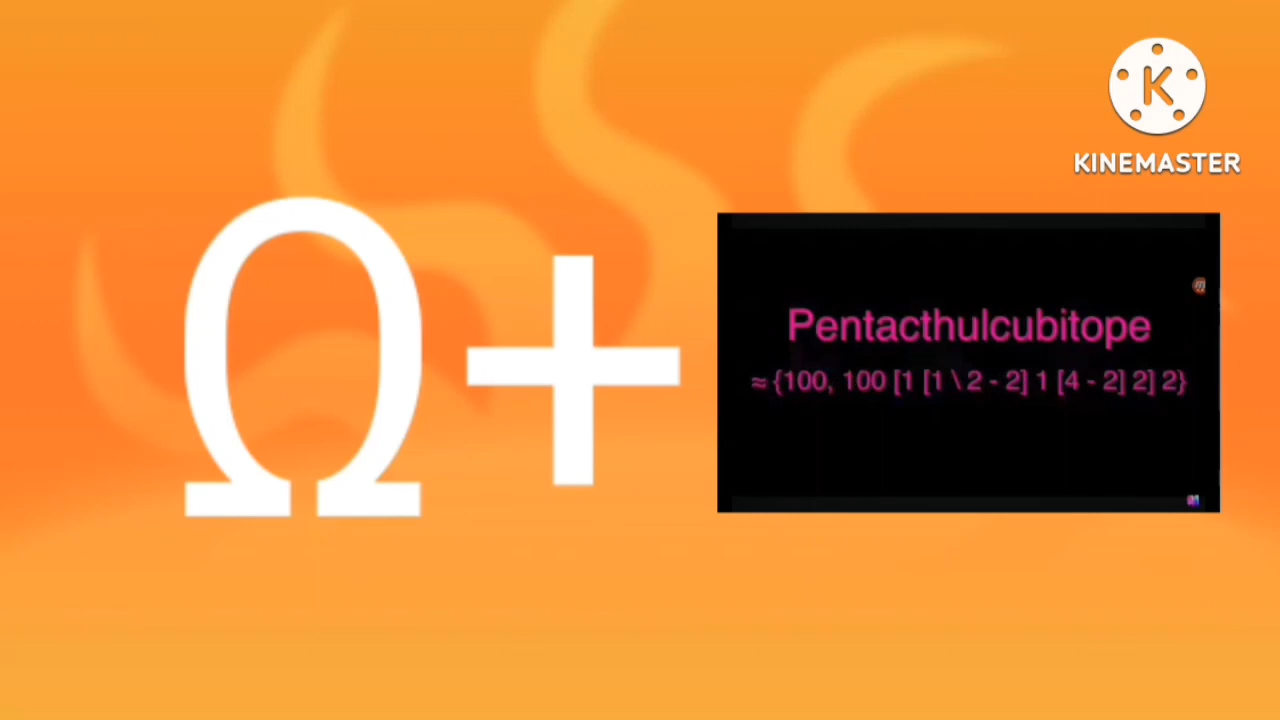 Ω+
Pentacthulcubitope
≈ {100, 100 [1 [1 \ 2 ~ 2] 1 [4 ~ 2] 2] 2}
K
KINEMASTER